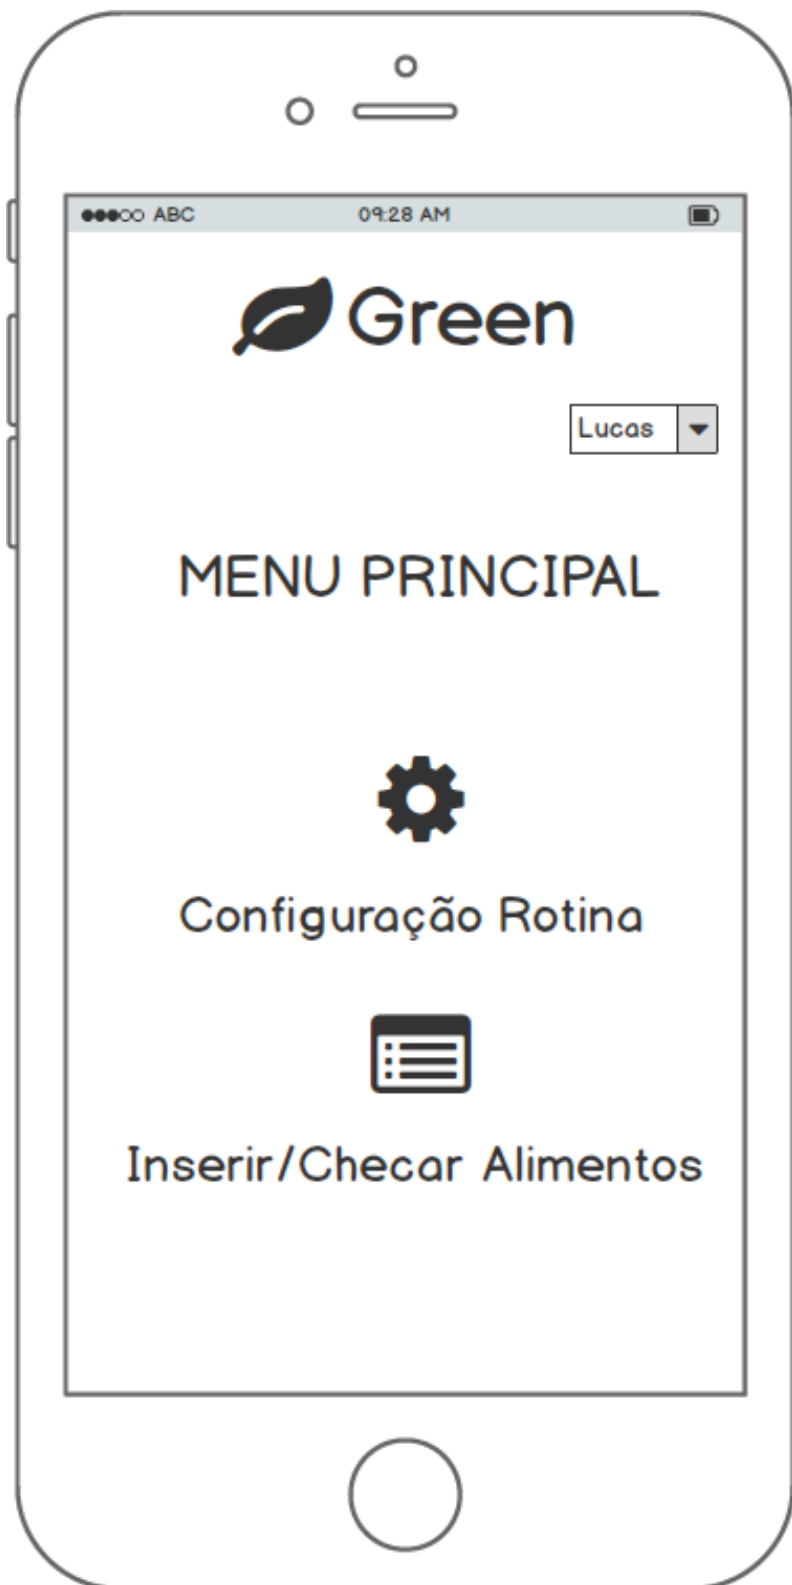 ABC 09:28 AM
Green
Lucas
MENU PRINCIPAL
Configuração Rotina
Inserir/Checar Alimentos